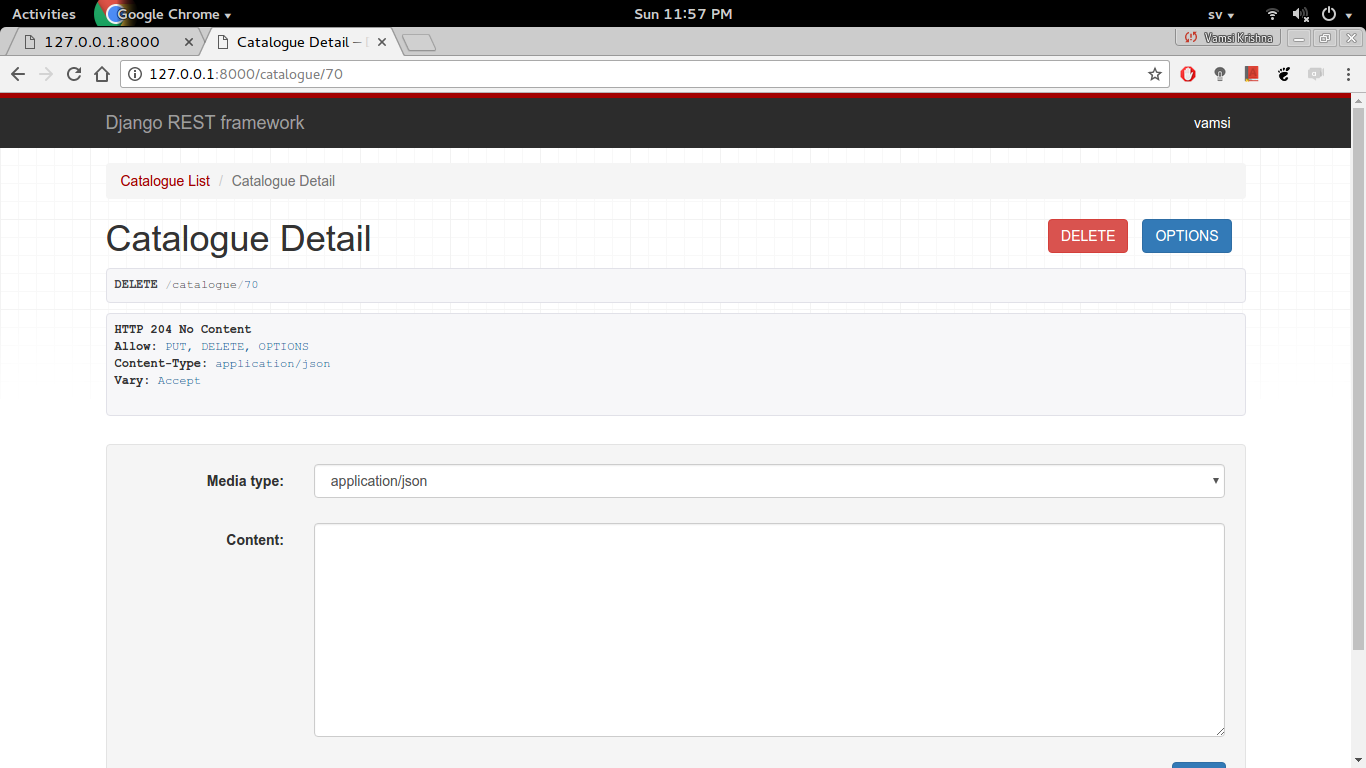 Activities Google Chrome Sun 11:57 PM sv
127.0.0.1:8000 Catalogue Detail – Vamsi Krishna
127.0.0.1:8000/catalogue/70
Django REST framework vamsi
Catalogue List / Catalogue Detail
Catalogue Detail DELETE OPTIONS
DELETE /catalogue/70
HTTP 204 No Content
Allow: PUT, DELETE, OPTIONS
Content-Type: application/json
Vary: Accept
Media type: application/json
Content: